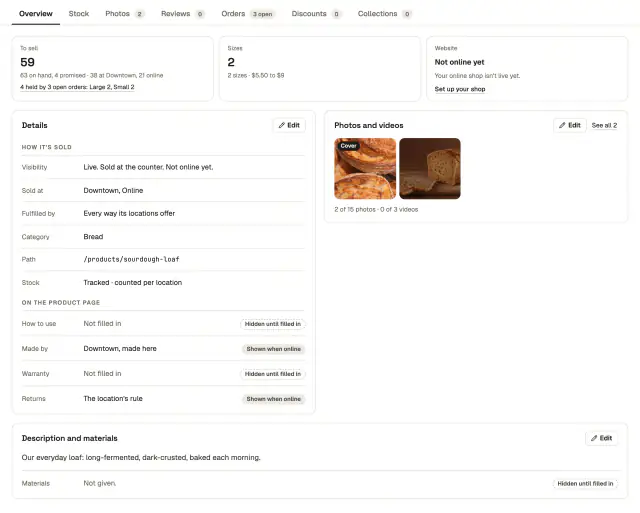 Overview Stock Photos 2 Reviews 0 Orders 3 open Discounts 0 Collections 0
To sell
59
63 on hand, 4 promised · 38 at Downtown, 21 online
4 held by 3 open orders: Large 2, Small 2
Sizes
2
2 sizes · $5.50 to $9
Website
Not online yet
Your online shop isn't live yet.
Set up your shop
Details
Edit
HOW IT'S SOLD
Visibility Live. Sold at the counter. Not online yet.
Sold at Downtown, Online
Fulfilled by Every way its locations offer
Category Bread
Path /products/sourdough-loaf
Stock Tracked · counted per location
ON THE PRODUCT PAGE
How to use Not filled in Hidden until filled in
Made by Downtown, made here Shown when online
Warranty Not filled in Hidden until filled in
Returns The location's rule Shown when online
Photos and videos
Edit See all 2
Cover
2 of 15 photos · 0 of 3 videos
Description and materials
Edit
Our everyday loaf: long-fermented, dark-crusted, baked each morning.
Materials Not given. Hidden until filled in